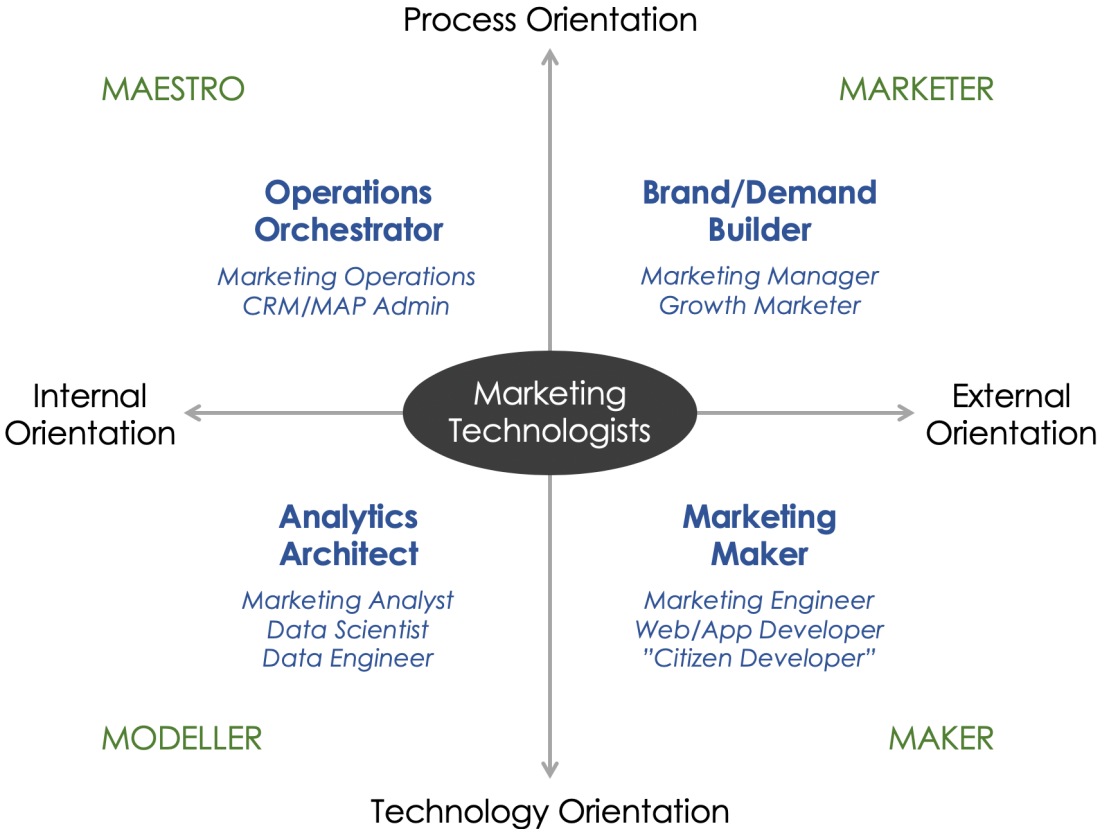 Process Orientation
MAESTRO
MARKETER
Operations
Orchestrator
Marketing Operations
CRM/MAP Admin
Brand/Demand
Builder
Marketing Manager
Growth Marketer
Internal
Orientation
Marketing
Technologists
External
Orientation
Analytics
Architect
Marketing Analyst
Data Scientist
Data Engineer
Marketing
Maker
Marketing Engineer
Web/App Developer
”Citizen Developer”
MODELLER
MAKER
Technology Orientation